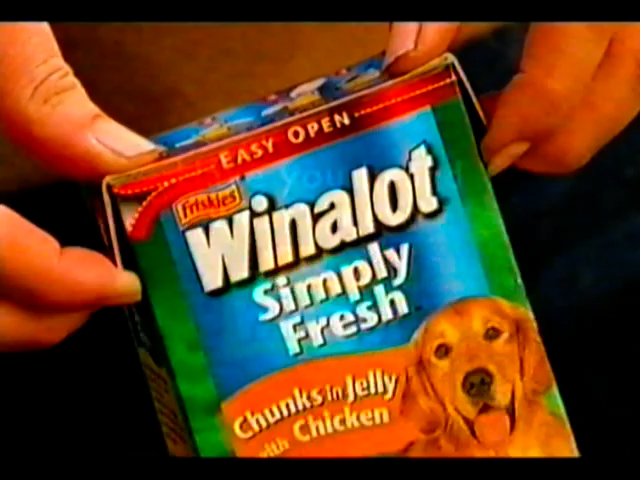 EASY OPEN
Friskies
Winalot
Simply
Fresh
Chunks in Jelly
with Chicken